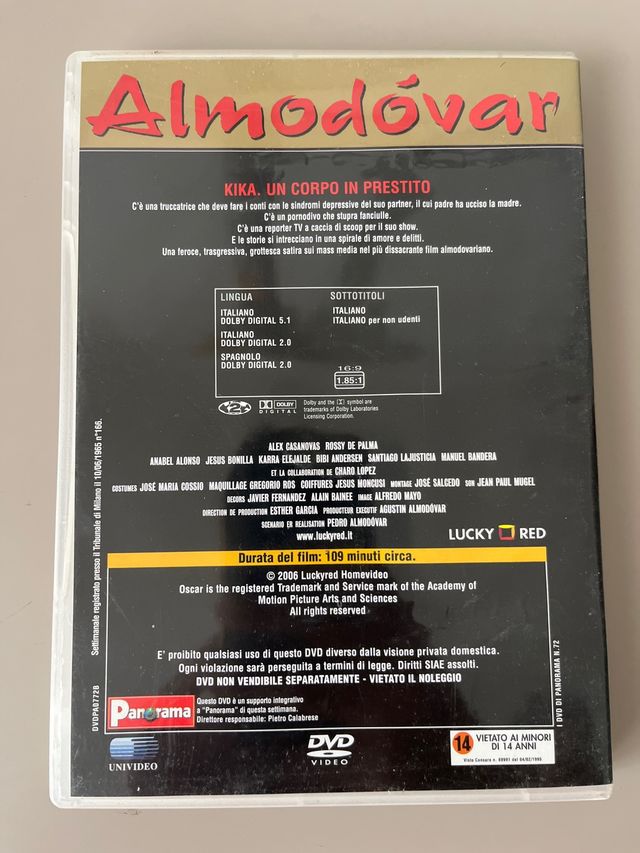 Almodóvar
KIKA. UN CORPO IN PRESTITO
C'è una truccatrice che deve fare i conti con le sindromi depressive del suo partner, il cui padre ha ucciso la madre.
C'è un pornodivo che stupra fanciulle.
C'è una reporter TV a caccia di scoop per il suo show.
E le storie si intrecciano in una spirale di amore e delitti.
Una feroce, trasgressiva, grottesca satira sui mass media nel più dissacrante film almodovariano.
LINGUA
ITALIANO
DOLBY DIGITAL 5.1
ITALIANO
DOLBY DIGITAL 2.0
SPAGNOLO
DOLBY DIGITAL 2.0
SOTTOTITOLI
ITALIANO
ITALIANO per non udenti
16:9
1.85:1
2
DOLBY
DIGITAL
Dolby and the symbol are
trademarks of Dolby Laboratories
Licensing Corporation.
ALEX CASANOVAS ROSSY DE PALMA
ANABEL ALONSO JESUS BONILLA KARRA ELEJALDE BIBI ANDERSEN SANTIAGO LAJUSTICIA MANUEL BANDERA
ET LA COLLABORATION DE CHARO LOPEZ
COSTUMES JOSÉ MARIA COSSIO MAQUILLAGE GREGORIO ROS COIFFURES JESUS MONCUSI MONTAGE JOSÉ SALCEDO SON JEAN PAUL MUGEL
DECORS JAVIER FERNANDEZ ALAIN BAINEE IMAGE ALFREDO MAYO
DIRECTION DE PRODUCTION ESTHER GARCIA PRODUCTEUR EXECUTIF AGUSTIN ALMODÓVAR
SCENARIO ER REALISATION PEDRO ALMODÓVAR
www.luckyred.it
LUCKY RED
Durata del film: 109 minuti circa.
© 2006 Luckyred Homevideo
Oscar is the registered Trademark and Service mark of the Academy of
Motion Picture Arts and Sciences
All rights reserved
E' proibito qualsiasi uso di questo DVD diverso dalla visione privata domestica.
Ogni violazione sarà perseguita a termini di legge. Diritti SIAE assolti.
DVD NON VENDIBILE SEPARATAMENTE - VIETATO IL NOLEGGIO
Panorama
Questo DVD è un supporto integrativo
a "Panorama" di questa settimana.
Direttore responsabile: Pietro Calabrese
UNIVIDEO
DVD
VIDEO
14 VIETATO AI MINORI
DI 14 ANNI
Settimanale registrato presso il Tribunale di Milano il 10/06/1965 n°166.
DVDPA0772B
I DVD DI PANORAMA N.72